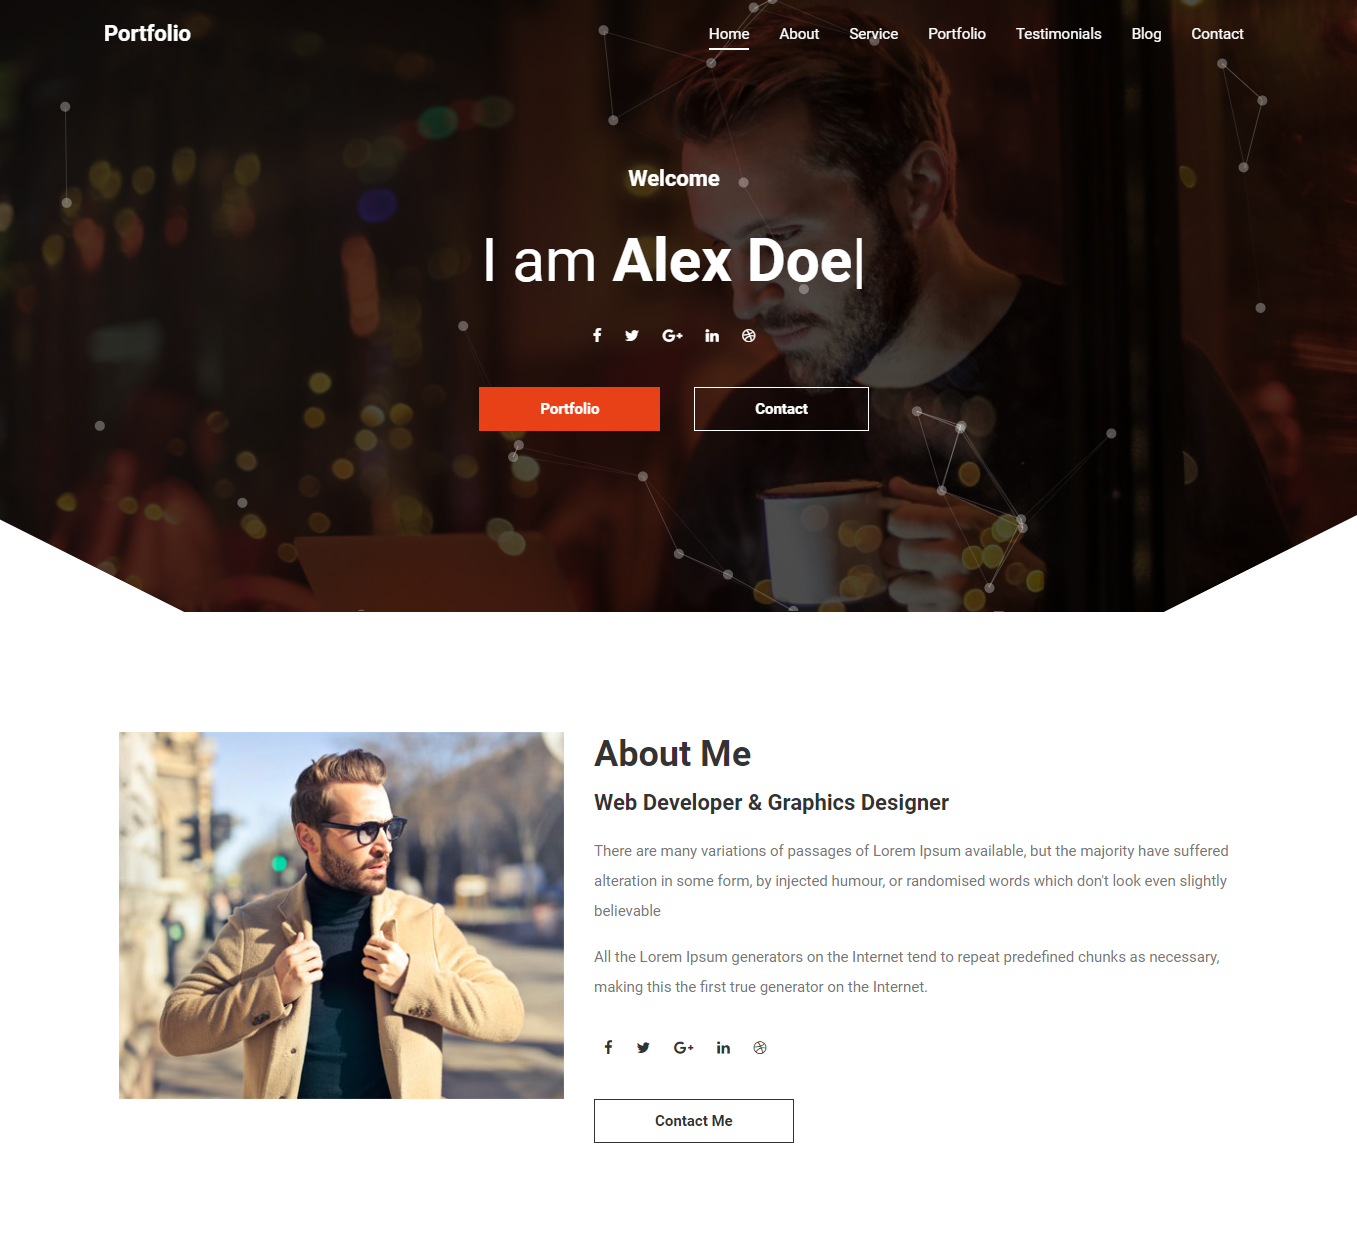 Portfolio
Home About Service Portfolio Testimonials Blog Contact
Welcome
I am Alex Doe|
Portfolio Contact
About Me
Web Developer & Graphics Designer
There are many variations of passages of Lorem Ipsum available, but the majority have suffered
alteration in some form, by injected humour, or randomised words which don't look even slightly
believable
All the Lorem Ipsum generators on the Internet tend to repeat predefined chunks as necessary,
making this the first true generator on the Internet.
Contact Me